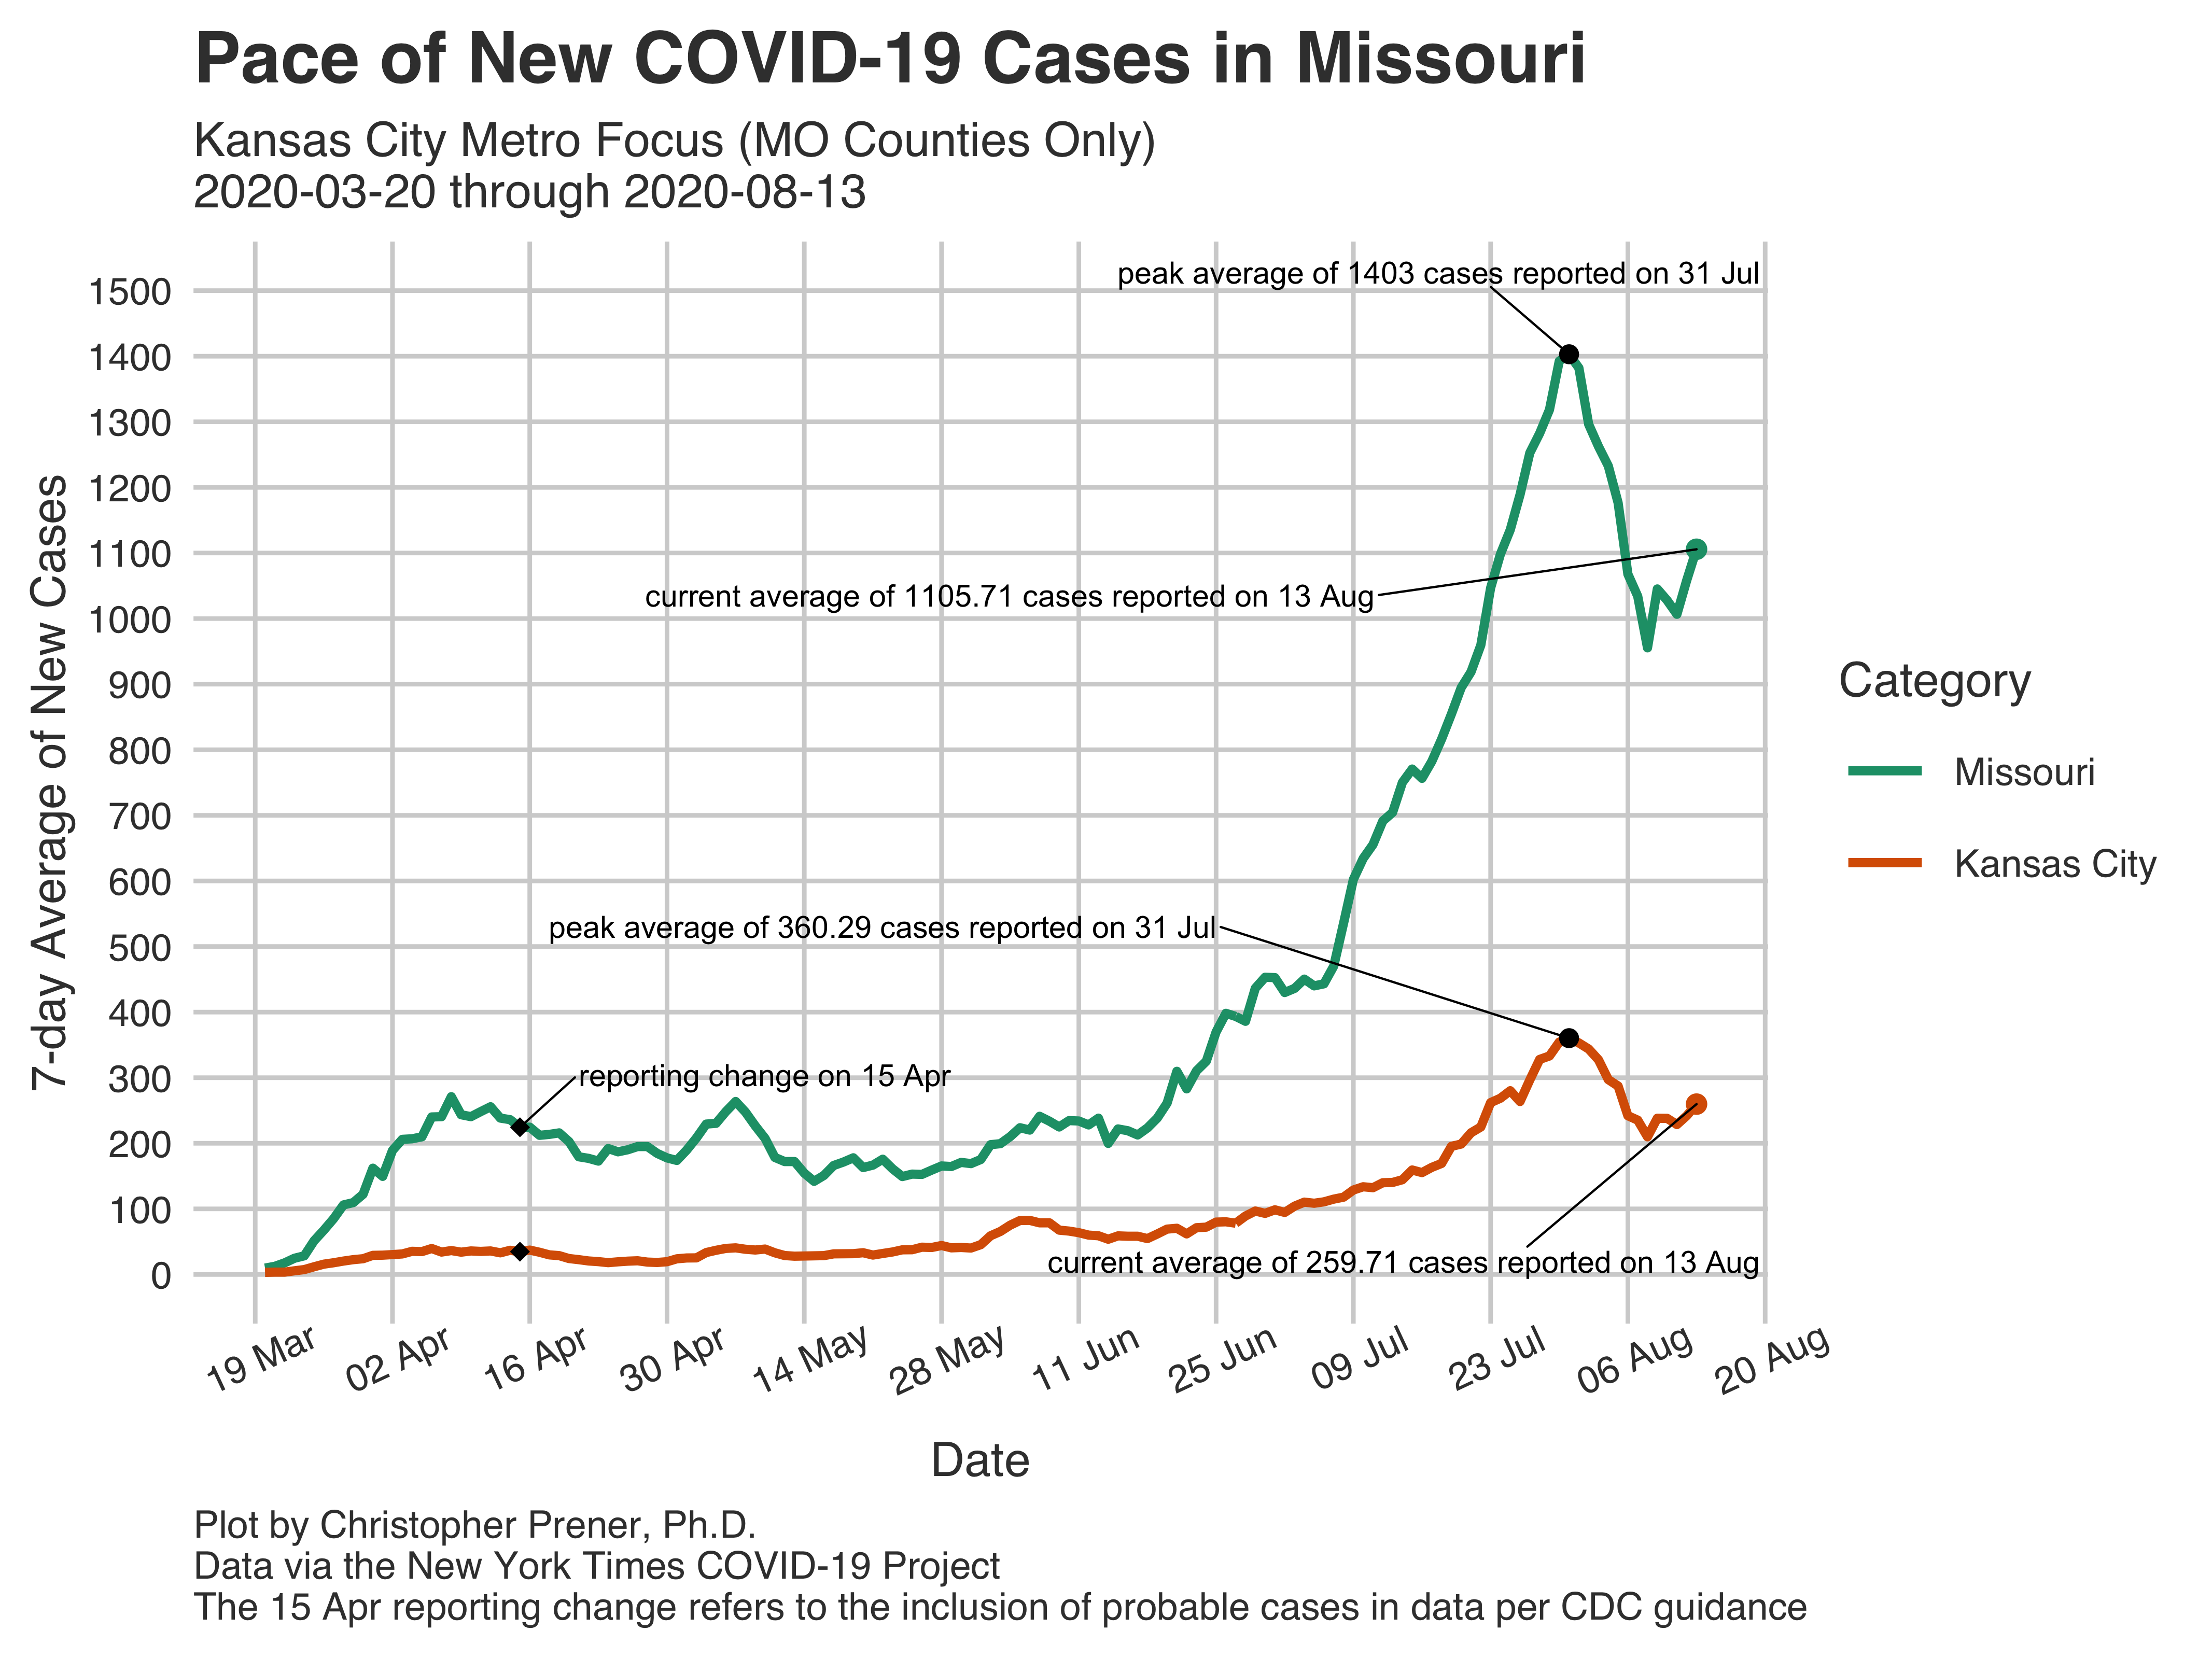 Pace of New COVID-19 Cases in Missouri
Kansas City Metro Focus (MO Counties Only)
2020-03-20 through 2020-08-13
7-day Average of New Cases
1500
1400
1300
1200
1100
1000
900
800
700
600
500
400
300
200
100
0
peak average of 1403 cases reported on 31 Jul
current average of 1105.71 cases reported on 13 Aug
peak average of 360.29 cases reported on 31 Jul
reporting change on 15 Apr
current average of 259.71 cases reported on 13 Aug
19 Mar
02 Apr
16 Apr
30 Apr
14 May
28 May
11 Jun
25 Jun
09 Jul
23 Jul
06 Aug
20 Aug
Date
Category
Missouri
Kansas City
Plot by Christopher Prener, Ph.D.
Data via the New York Times COVID-19 Project
The 15 Apr reporting change refers to the inclusion of probable cases in data per CDC guidance